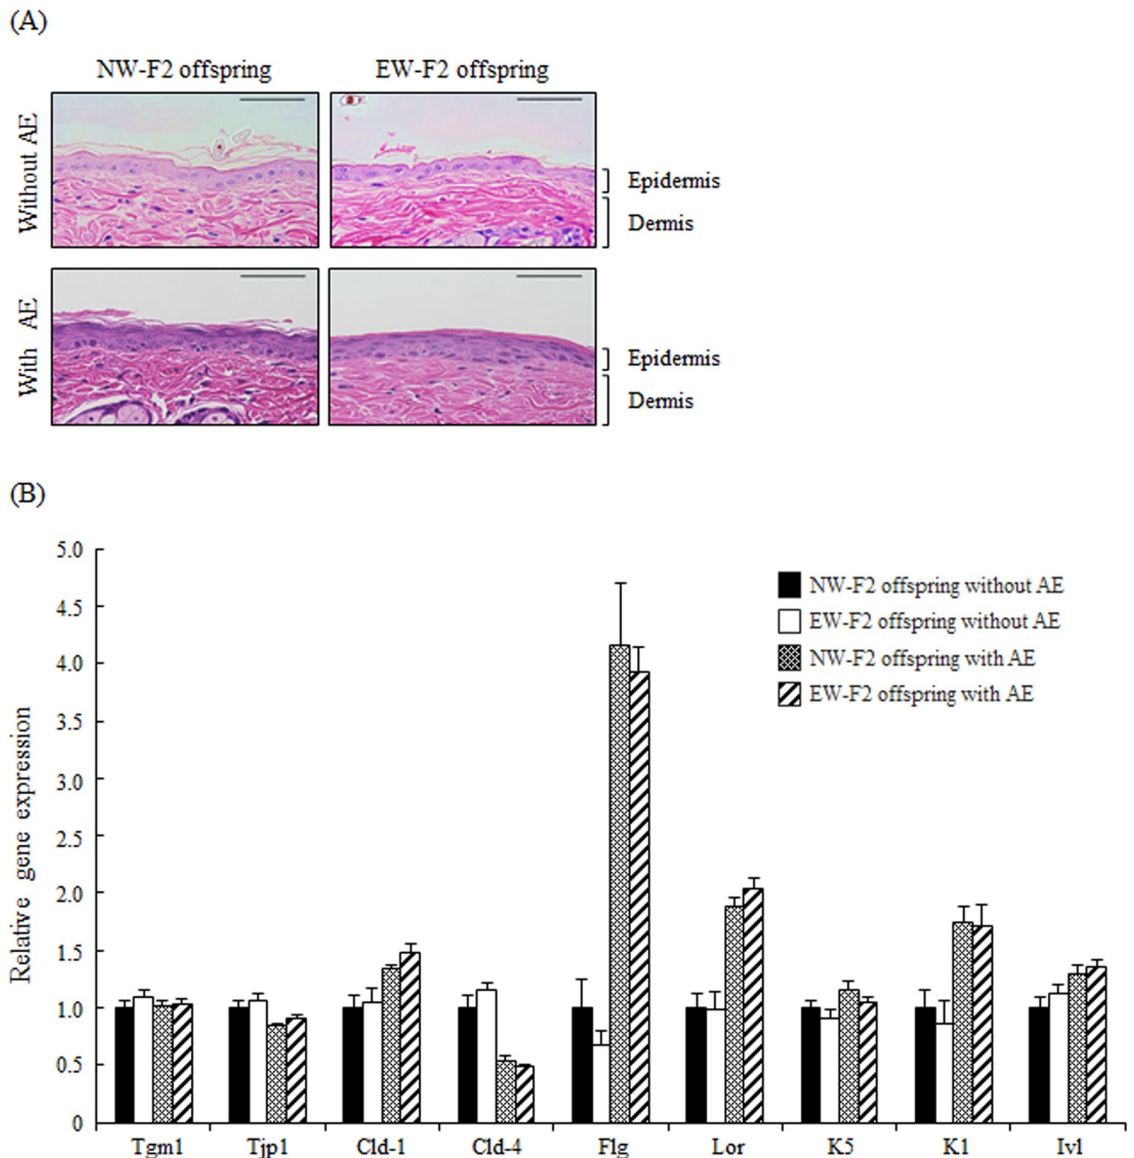 (A)
NW-F2 offspring
EW-F2 offspring
Without AE
Epidermis
Dermis
With AE
Epidermis
Dermis
(B)
Relative gene expression
5.0
4.5
4.0
3.5
3.0
2.5
2.0
1.5
1.0
0.5
0
NW-F2 offspring without AE
EW-F2 offspring without AE
NW-F2 offspring with AE
EW-F2 offspring with AE
Tgm1 Tjp1 Cld-1 Cld-4 Flg Lor K5 K1 Ivl